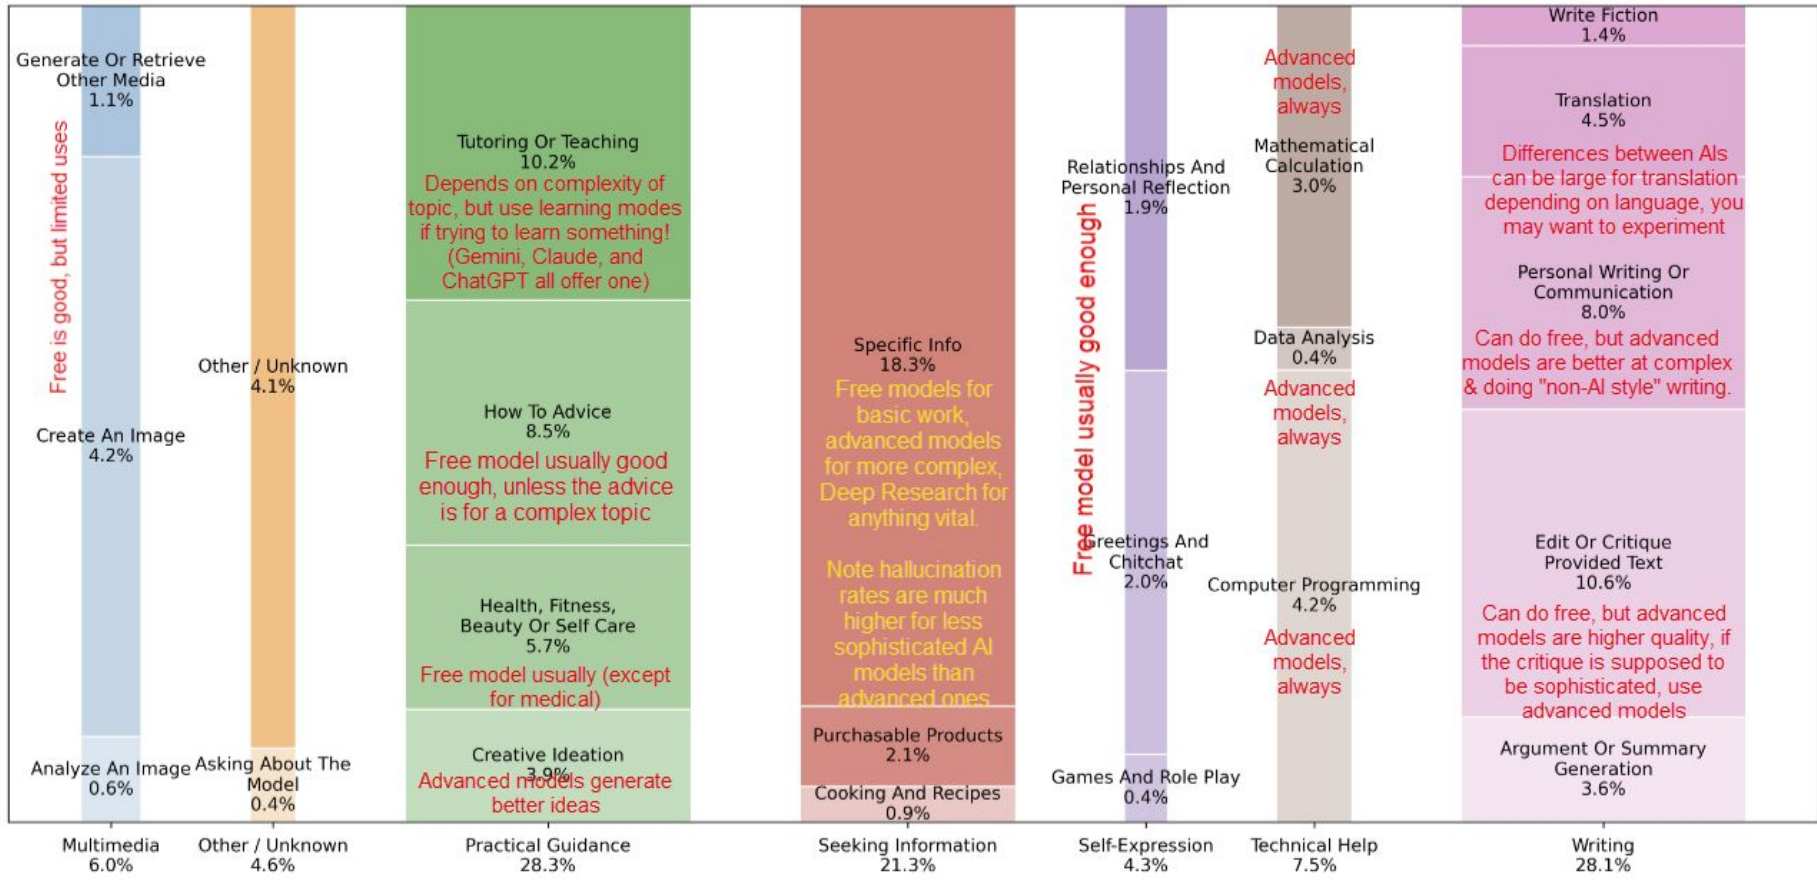 Generate Or Retrieve
Other Media
1.1%
Free is good, but limited uses
Create An Image
4.2%
Analyze An Image
0.6%
Multimedia
6.0%
Other / Unknown
4.1%
Asking About The
Model
0.4%
Other / Unknown
4.6%
Tutoring Or Teaching
10.2%
Depends on complexity of
topic, but use learning modes
if trying to learn something!
(Gemini, Claude, and
ChatGPT all offer one)
How To Advice
8.5%
Free model usually good
enough, unless the advice
is for a complex topic
Health, Fitness,
Beauty Or Self Care
5.7%
Free model usually (except
for medical)
Creative Ideation
3.9%
Advanced models generate
better ideas
Practical Guidance
28.3%
Specific Info
18.3%
Free models for
basic work,
advanced models
for more complex,
Deep Research for
anything vital.
Note hallucination
rates are much
higher for less
sophisticated AI
models than
advanced ones
Purchasable Products
2.1%
Cooking And Recipes
0.9%
Seeking Information
21.3%
Free model usually good enough
Relationships And
Personal Reflection
1.9%
Greetings And
Chitchat
2.0%
Games And Role Play
0.4%
Self-Expression
4.3%
Advanced
models,
always
Mathematical
Calculation
3.0%
Data Analysis
0.4%
Advanced
models,
always
Computer Programming
4.2%
Advanced
models,
always
Technical Help
7.5%
Write Fiction
1.4%
Translation
4.5%
Differences between AIs
can be large for translation
depending on language, you
may want to experiment
Personal Writing Or
Communication
8.0%
Can do free, but advanced
models are better at complex
& doing "non-AI style" writing.
Edit Or Critique
Provided Text
10.6%
Can do free, but advanced
models are higher quality, if
the critique is supposed to
be sophisticated, use
advanced models
Argument Or Summary
Generation
3.6%
Writing
28.1%